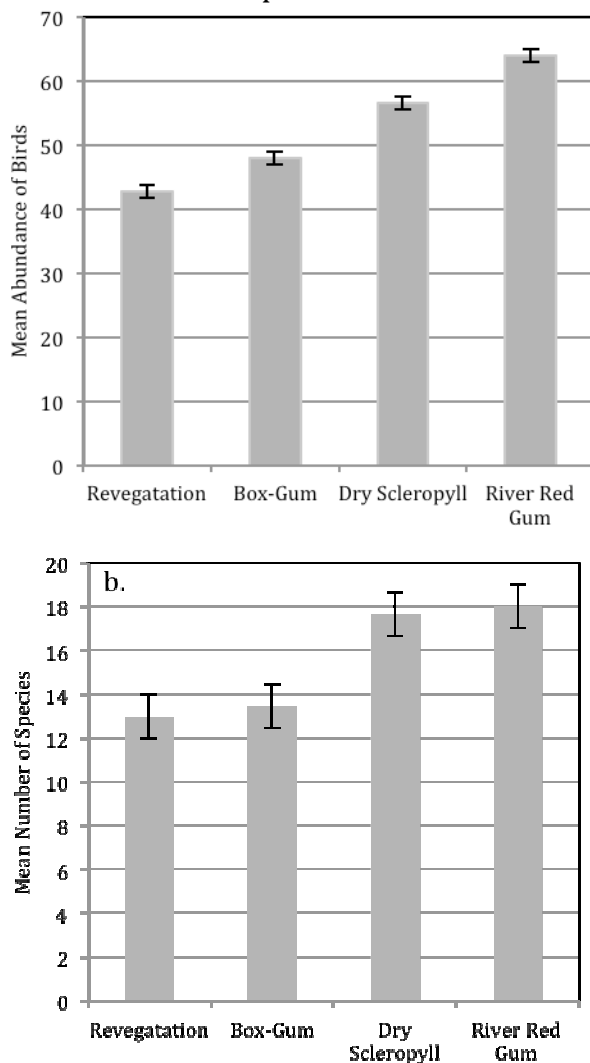 70
60
50
40
30
20
10
0
Mean Abundance of Birds
Revegatation Box-Gum Dry Scleropyll River Red
Gum
b.
20
18
16
14
12
10
8
6
4
2
0
Mean Number of Species
Revegatation Box-Gum Dry River Red
Scleropyll Gum